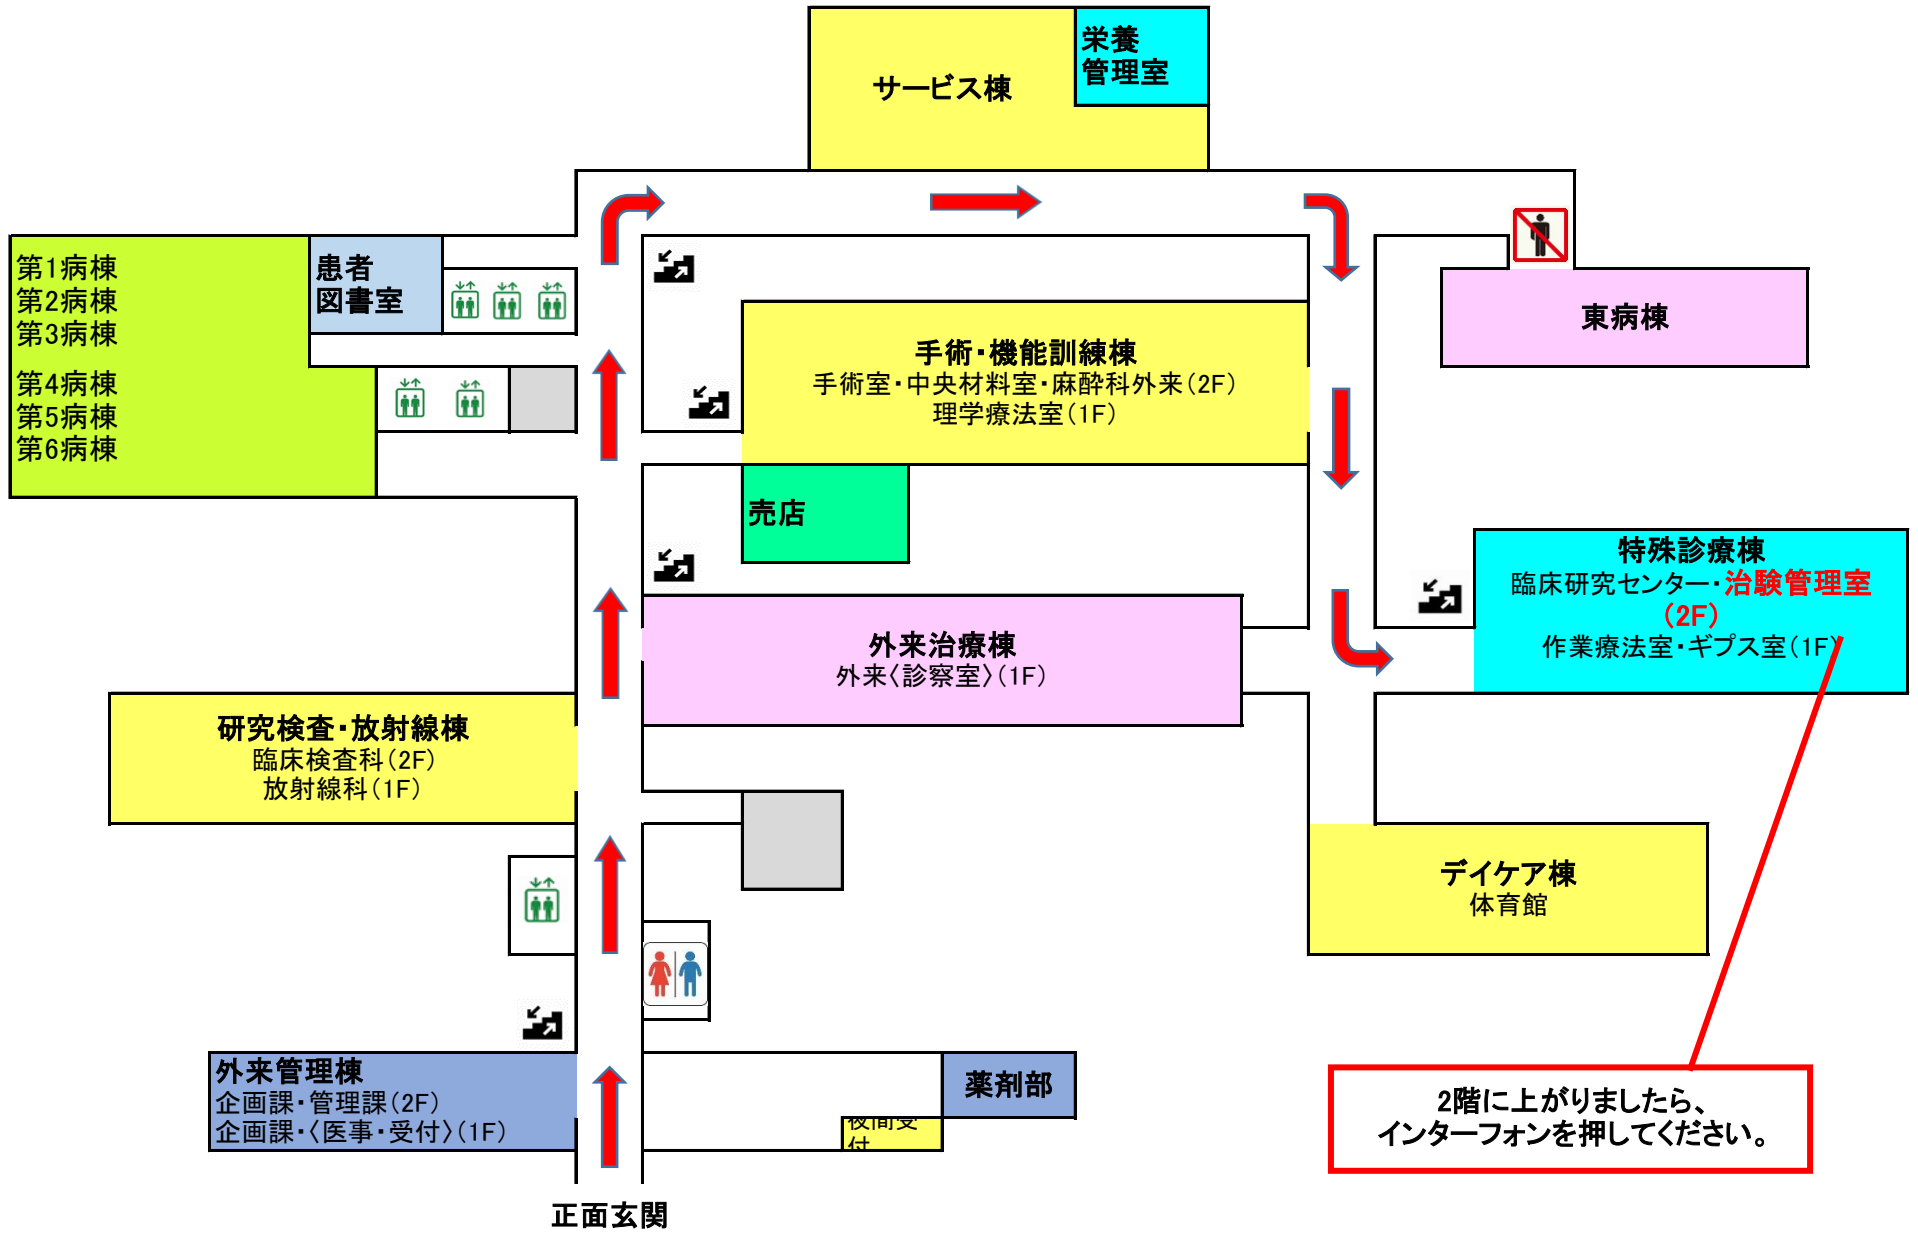 栄養
管理室
サービス棟
第1病棟
第2病棟
第3病棟
第4病棟
第5病棟
第6病棟
患者
図書室
東病棟
手術・機能訓練棟
手術室・中央材料室・麻酔科外来(2F)
理学療法室(1F)
売店
特殊診療棟
臨床研究センター・治験管理室
(2F)
作業療法室・ギプス室(1F)
外来治療棟
外来〈診察室〉(1F)
研究検査・放射線棟
臨床検査科(2F)
放射線科(1F)
デイケア棟
体育館
外来管理棟
企画課・管理課(2F)
企画課・〈医事・受付〉(1F)
薬剤部
夜間受
付
2階に上がりましたら、
インターフォンを押してください。
正面玄関